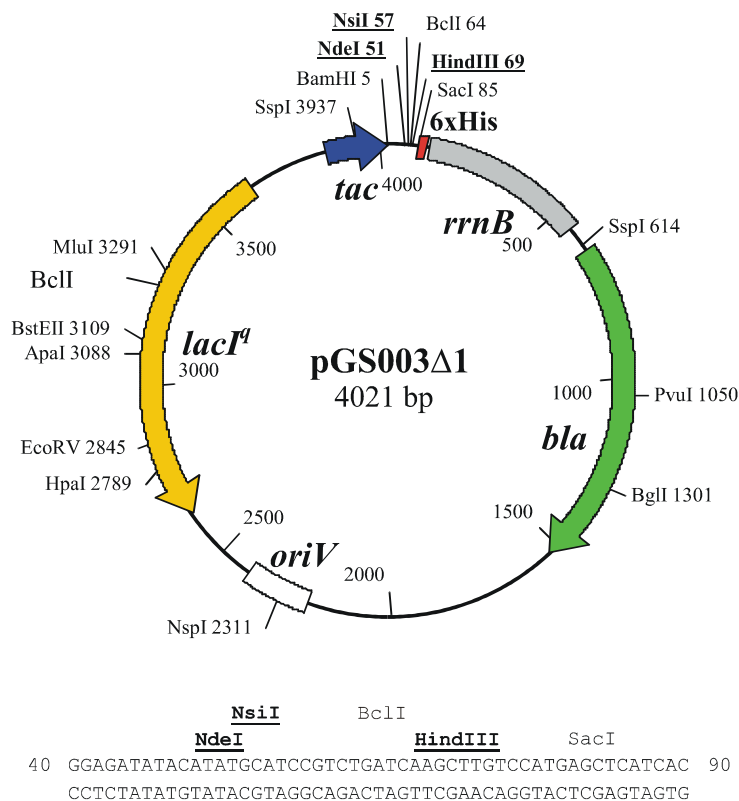 NsiI 57
BclI 64
NdeI 51
HindIII 69
BamHI 5
SacI 85
SspI 3937
6xHis
tac
4000
rrnB
SspI 614
500
3500
MluI 3291
BclI
BstEII 3109
lacIq
ApaI 3088
3000
pGS003Δ1
4021 bp
1000
PvuI 1050
bla
EcoRV 2845
HpaI 2789
BglI 1301
1500
2500
oriV
2000
NspI 2311
NsiI BclI
NdeI HindIII SacI
40 GGAGATATACATATGCATCCGTCTGATCAAGCTTGTCCATGAGCTCATCAC 90
CCTCTATATGTATACGTAGGCAGACTAGTTCGAACAGGTACTCGAGTAGTG